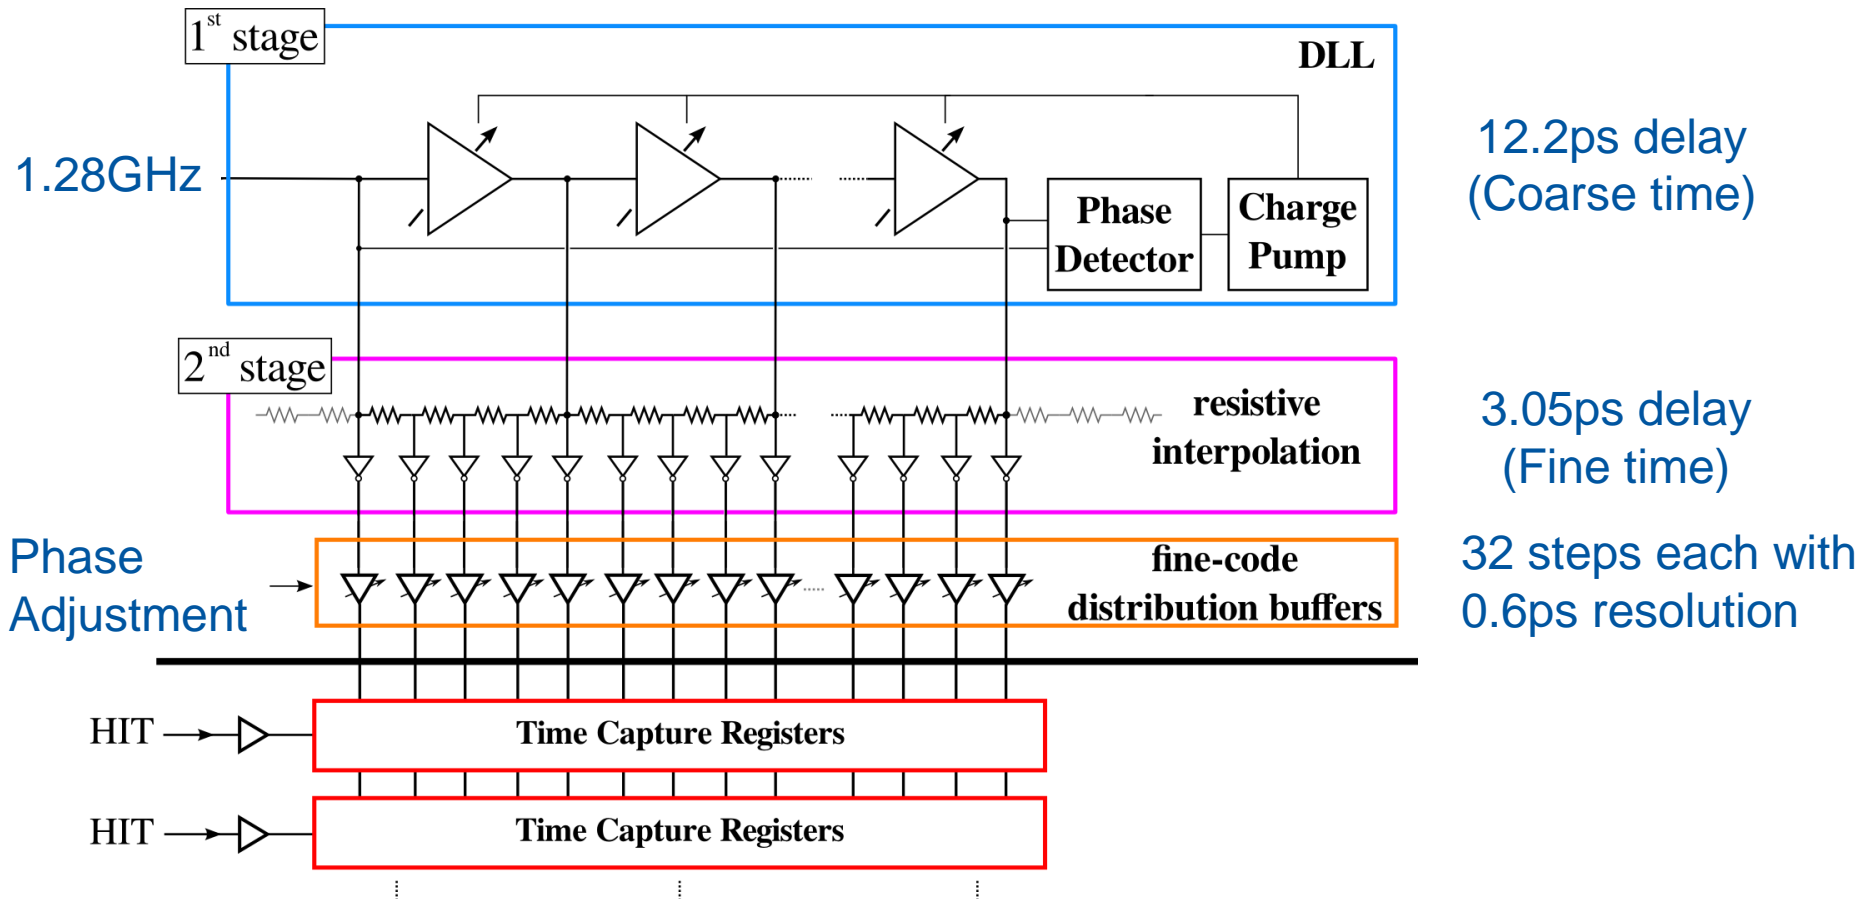 1st stage
DLL
1.28GHz
Phase
Detector
Charge
Pump
12.2ps delay
(Coarse time)
2nd stage
resistive
interpolation
3.05ps delay
(Fine time)
Phase
Adjustment
fine-code
distribution buffers
32 steps each with
0.6ps resolution
HIT
Time Capture Registers
HIT
Time Capture Registers